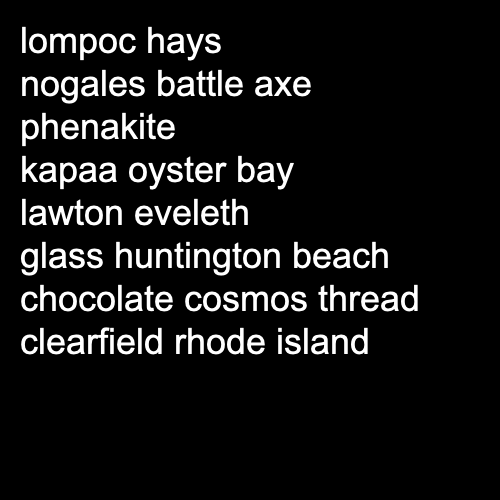 lompoc hays
nogales battle axe
phenakite
kapaa oyster bay
lawton eveleth
glass huntington beach
chocolate cosmos thread
clearfield rhode island